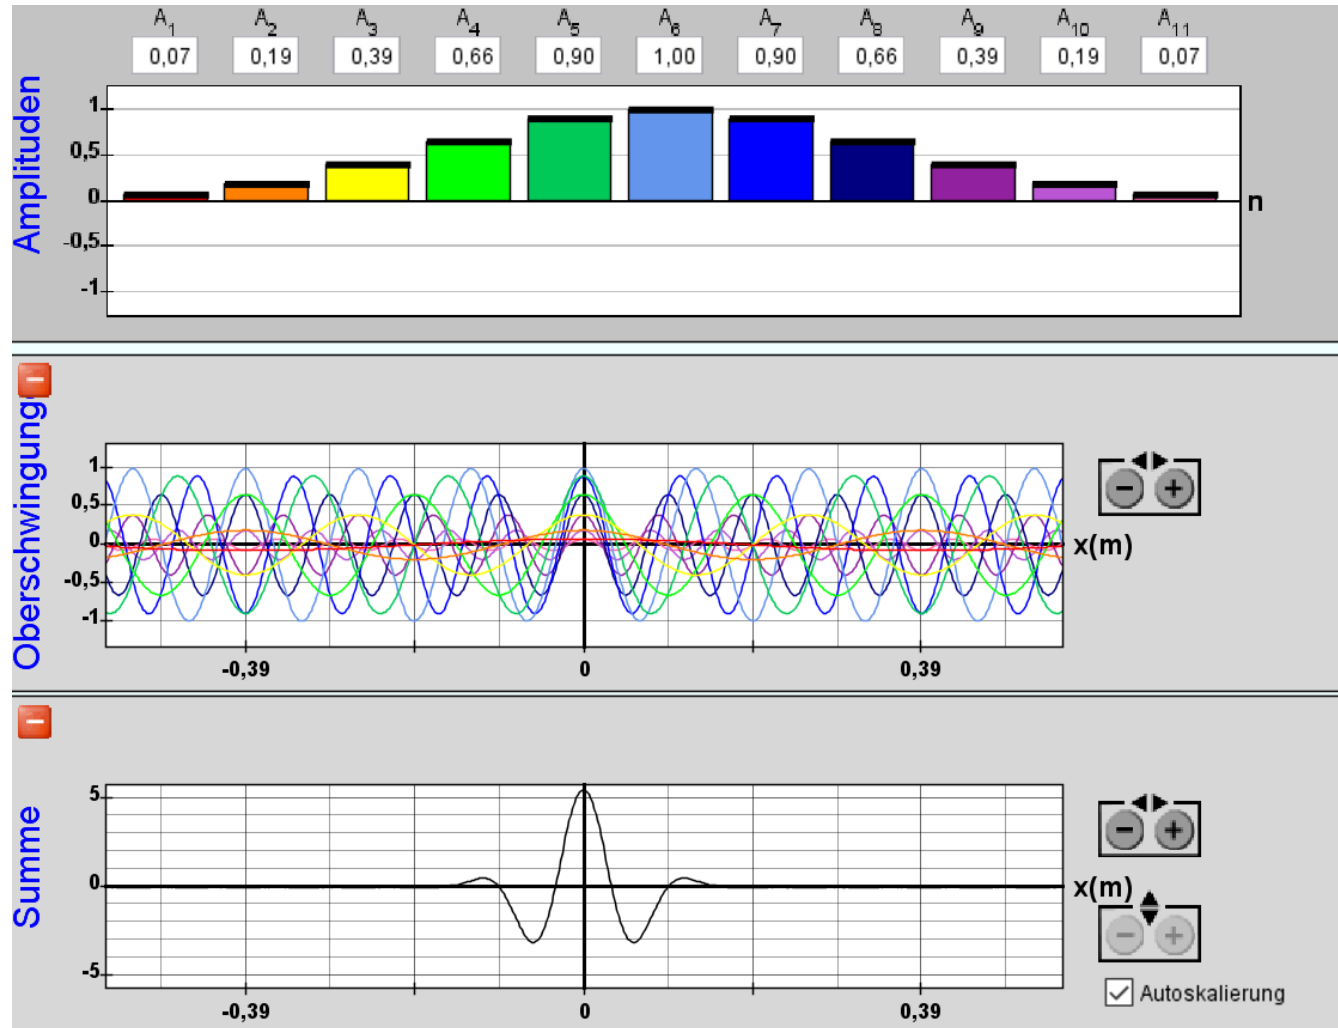 A1 A2 A3 A4 A5 A6 A7 A8 A9 A10 A11
0,07 0,19 0,39 0,66 0,90 1,00 0,90 0,66 0,39 0,19 0,07
Amplituden
1
0,5
0
-0,5
-1
n
Oberschwingung
1
0,5
0
-0,5
-1
x(m)
-0,39 0 0,39
Summe
5
0
-5
x(m)
-0,39 0 0,39
Autoskalierung